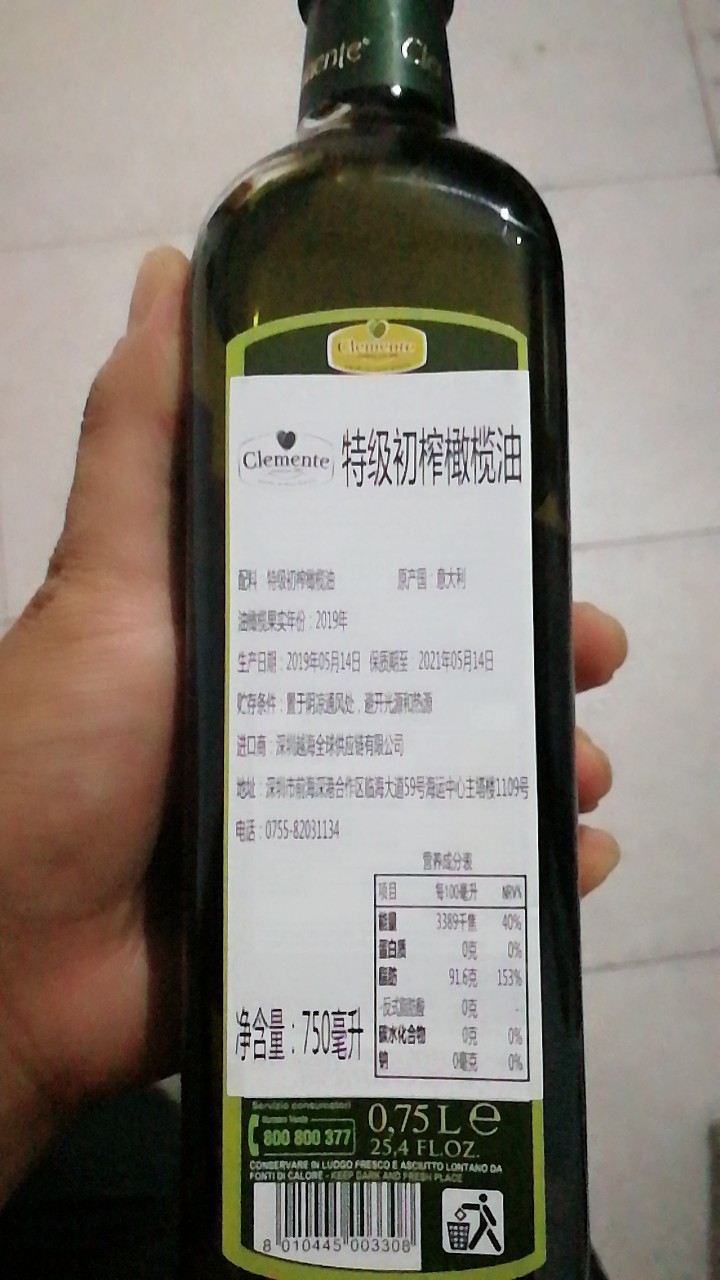 Clemente
Clemente 特级初榨橄榄油
配料：特级初榨橄榄油 原产国：意大利
油橄榄果实年份：2019年
生产日期：2019年05月14日 保质期至：2021年05月14日
贮存条件：置于阴凉通风处，避开光源和热源
进口商：深圳越海全球供应链有限公司
地址：深圳市前海深港合作区临海大道59号海运中心主塔楼1109号
电话：0755-82031134
营养成分表
项目 每100毫升 NRV%
能量 3389千焦 40%
蛋白质 0克 0%
脂肪 91.6克 153%
-反式脂肪酸 0克 -
碳水化合物 0克 0%
钠 0毫克 0%
净含量：750毫升
Servizio consumatori
Numero Verde
800 800 377
0,75 L e
25,4 FL.OZ.
CONSERVARE IN LUOGO FRESCO E ASCIUTTO LONTANO DA
FONTI DI CALORE - KEEP DARK AND FRESH PLACE
8 010445 003308